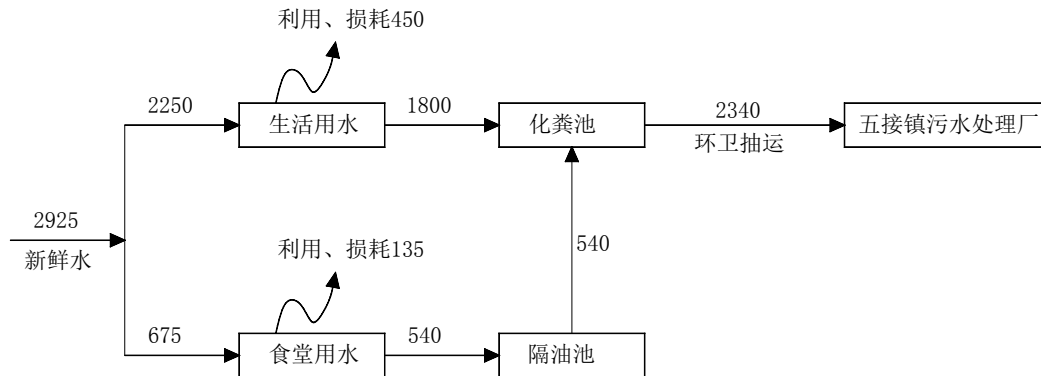 利用、损耗450
2250
生活用水
1800
化粪池
2340
环卫抽运
五接镇污水处理厂
2925
新鲜水
利用、损耗135
540
675
食堂用水
540
隔油池